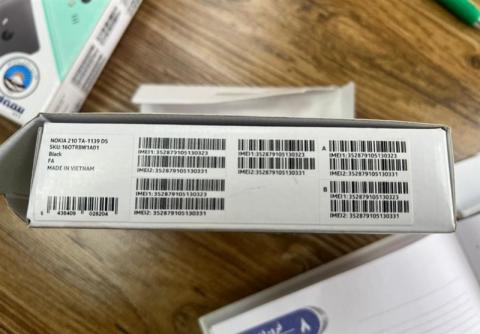 NOKIA 210 TA-1139 DS
SKU:16OTRBW1A01
Black
FA
MADE IN VIETNAM
6 438409 028204
IMEI1:352879105130323
IMEI2:352879105130331
IMEI1:352879105130323
IMEI2:352879105130331
IMEI1:352879105130323
IMEI2:352879105130331
A
IMEI1:352879105130323
IMEI2:352879105130331
B
IMEI1:352879105130323
IMEI2:352879105130331